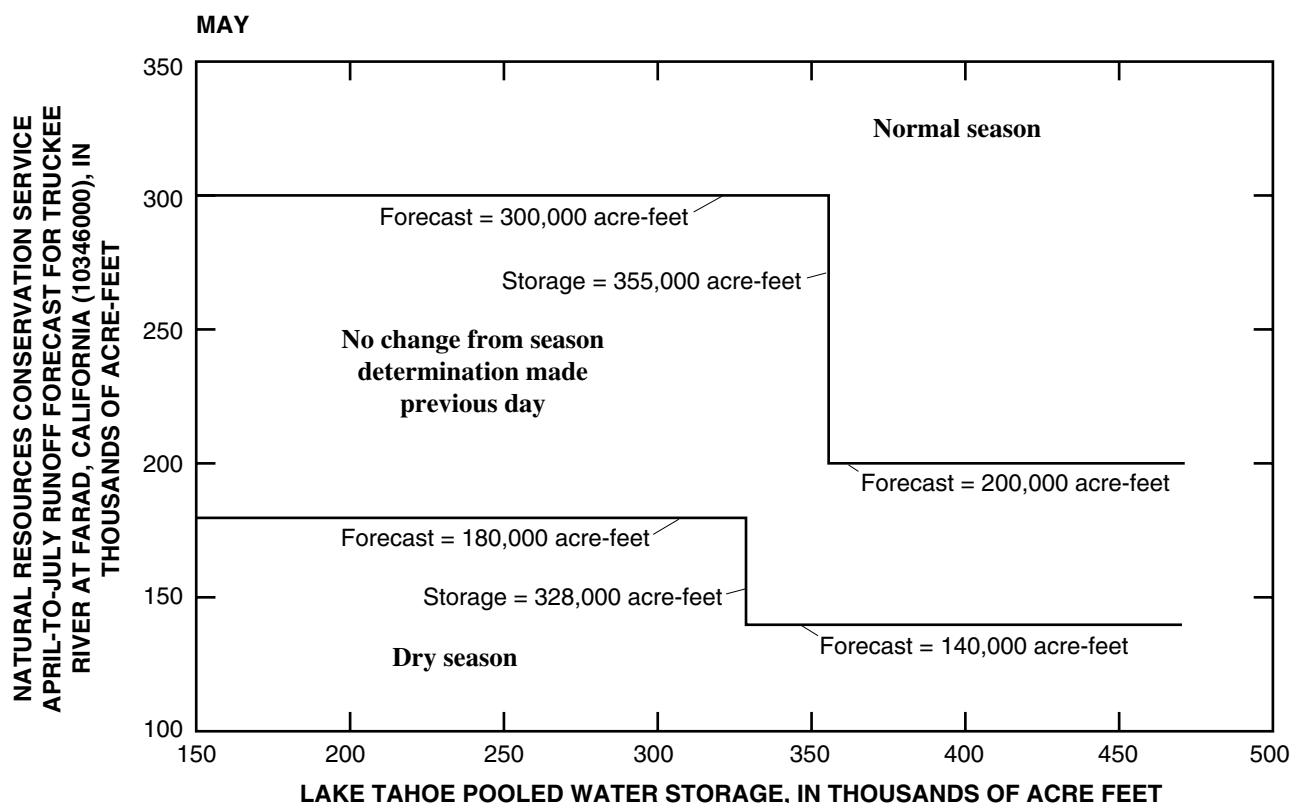 MAY
NATURAL RESOURCES CONSERVATION SERVICE
APRIL-TO-JULY RUNOFF FORECAST FOR TRUCKEE
RIVER AT FARAD, CALIFORNIA (10346000), IN
THOUSANDS OF ACRE-FEET
350
300
250
200
150
100
Normal season
Forecast = 300,000 acre-feet
Storage = 355,000 acre-feet
No change from season
determination made
previous day
Forecast = 200,000 acre-feet
Forecast = 180,000 acre-feet
Storage = 328,000 acre-feet
Forecast = 140,000 acre-feet
Dry season
150
200
250
300
350
400
450
500
LAKE TAHOE POOLED WATER STORAGE, IN THOUSANDS OF ACRE FEET